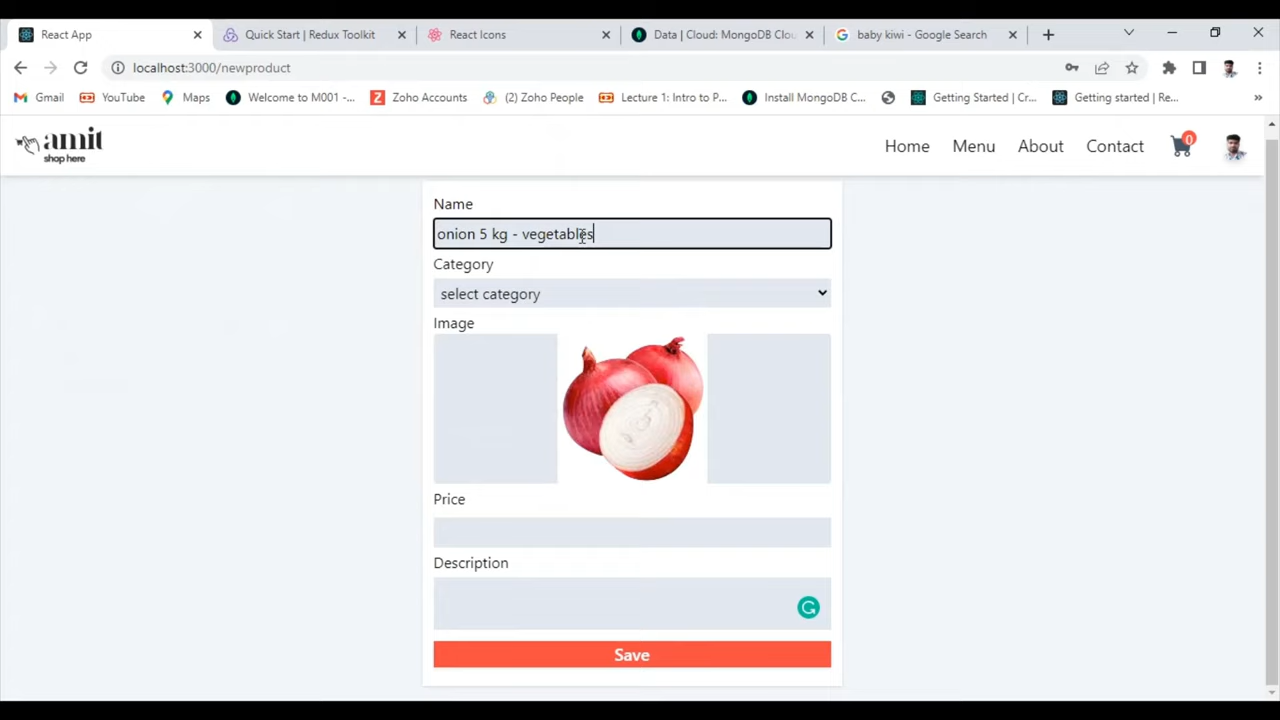 React App
Quick Start | Redux Toolkit
React Icons
Data | Cloud: MongoDB Clou
baby kiwi - Google Search
localhost:3000/newproduct
Gmail
YouTube
Maps
Welcome to M001 -...
Zoho Accounts
(2) Zoho People
Lecture 1: Intro to P...
Install MongoDB C...
Getting Started | Cr...
Getting started | Re...
»
amit
shop here
Home
Menu
About
Contact
0
Name
onion 5 kg - vegetables
Category
select category
Image
Price
Description
Save